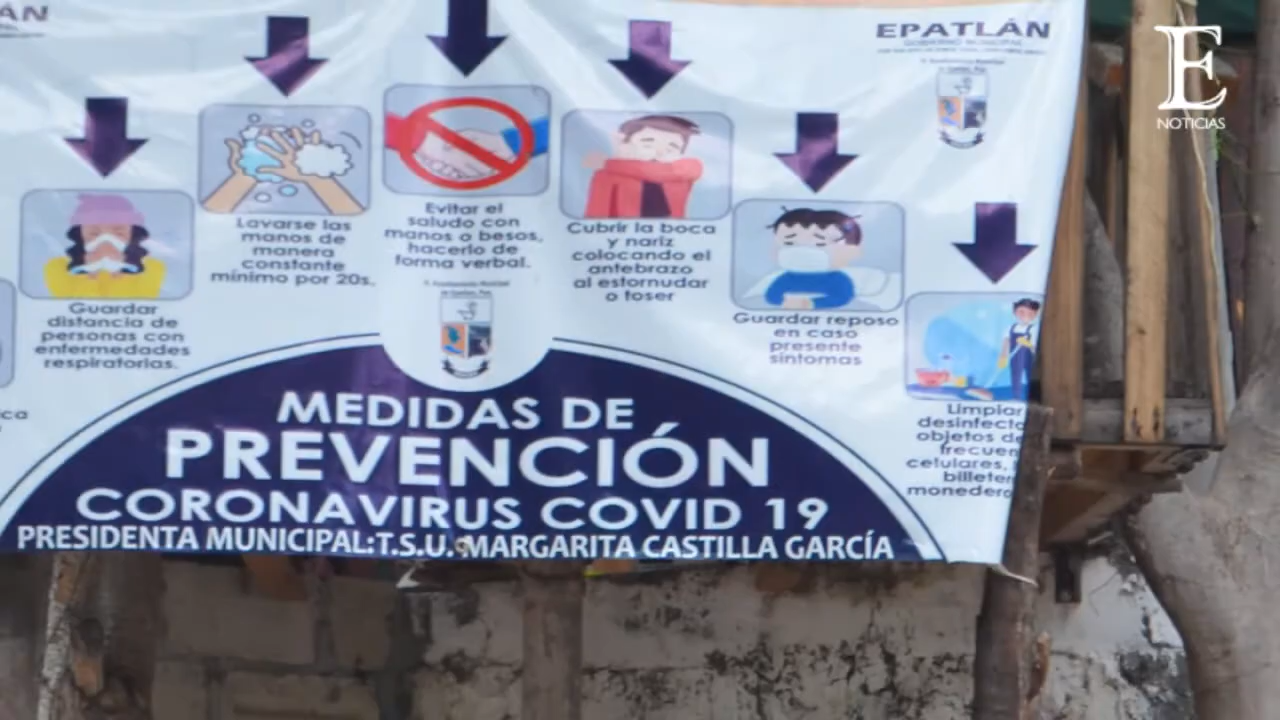 EPATLÁN
GOBIERNO MUNICIPAL
E
NOTICIAS
Guardar
distancia de
personas con
enfermedades
respiratorias.
Lavarse las
manos de
manera
constante
mínimo por 20s.
Evitar el
saludo con
manos o besos,
hacerlo de
forma verbal.
Cubrir la boca
y nariz
colocando el
antebrazo
al estornudar
o toser
Guardar reposo
en caso
presente
síntomas
Limpiar
desinfecta
objetos de
frecuen
celulares,
billeter
monedero
MEDIDAS DE
PREVENCIÓN
CORONAVIRUS COVID 19
PRESIDENTA MUNICIPAL:T.S.U. MARGARITA CASTILLA GARCÍA